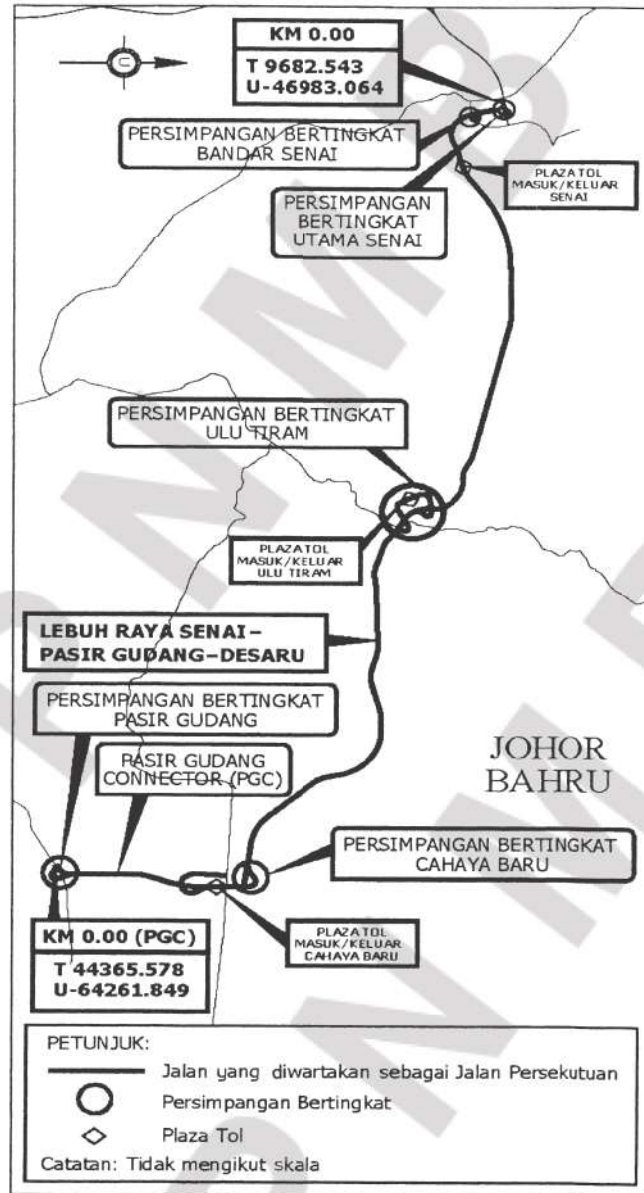 KM 0.00
T 9682.543
U-46983.064
U
PERSIMPANGAN BERTINGKAT
BANDAR SENAI
PLAZA TOL
MASUK/KELUAR
SENAI
PERSIMPANGAN
BERTINGKAT
UTAMA SENAI
PERSIMPANGAN BERTINGKAT
ULU TIRAM
PLAZA TOL
MASUK/KELUAR
ULU TIRAM
LEBUH RAYA SENAI–
PASIR GUDANG–DESARU
PERSIMPANGAN BERTINGKAT
PASIR GUDANG
PASIR GUDANG
CONNECTOR (PGC)
JOHOR
BAHRU
PERSIMPANGAN BERTINGKAT
CAHAYA BARU
KM 0.00 (PGC)
T 44365.578
U-64261.849
PLAZA TOL
MASUK/KELUAR
CAHAYA BARU
PETUNJUK:
Jalan yang diwartakan sebagai Jalan Persekutuan
Persimpangan Bertingkat
Plaza Tol
Catatan: Tidak mengikut skala